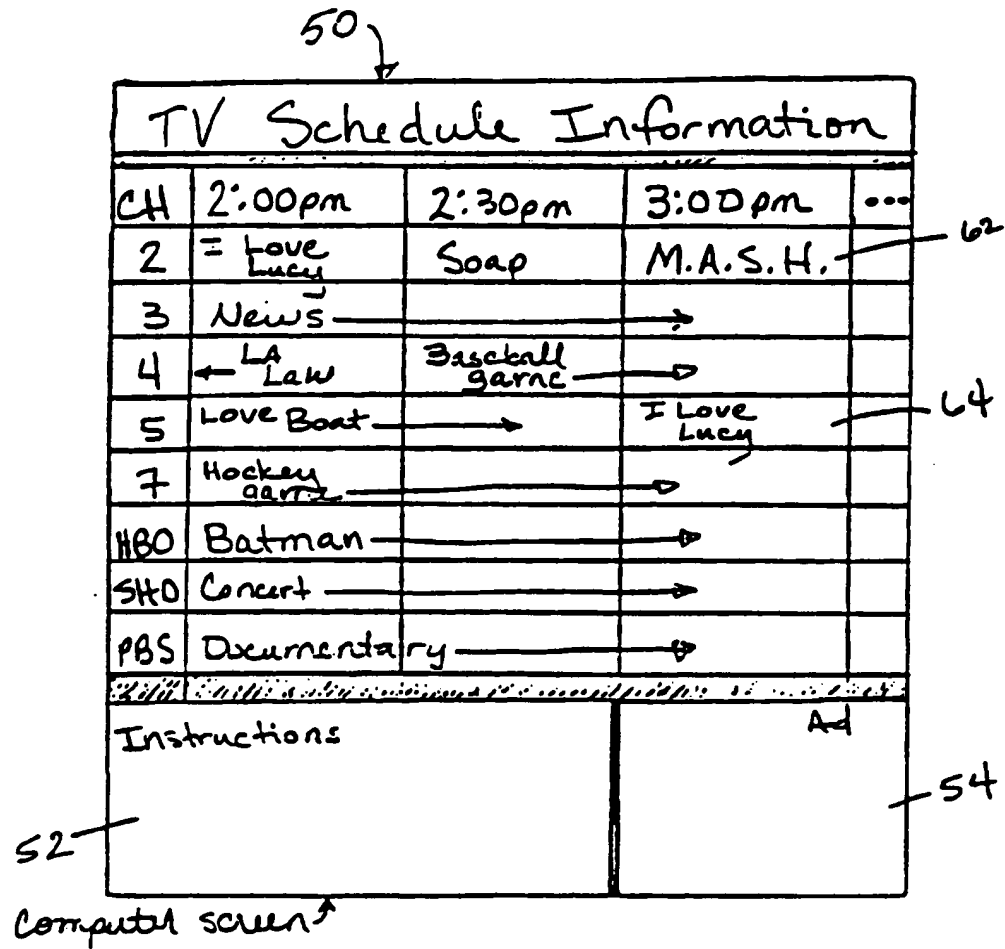 50
TV Schedule Information
CH 2:00pm 2:30pm 3:00pm ...
2 I Love Lucy Soap M.A.S.H. 62
3 News
4 LA Law Baseball game
5 Love Boat I Love Lucy 64
7 Hockey game
HBO Batman
SHO Concert
PBS Documentary
Instructions Ad
54
52
Computer screen